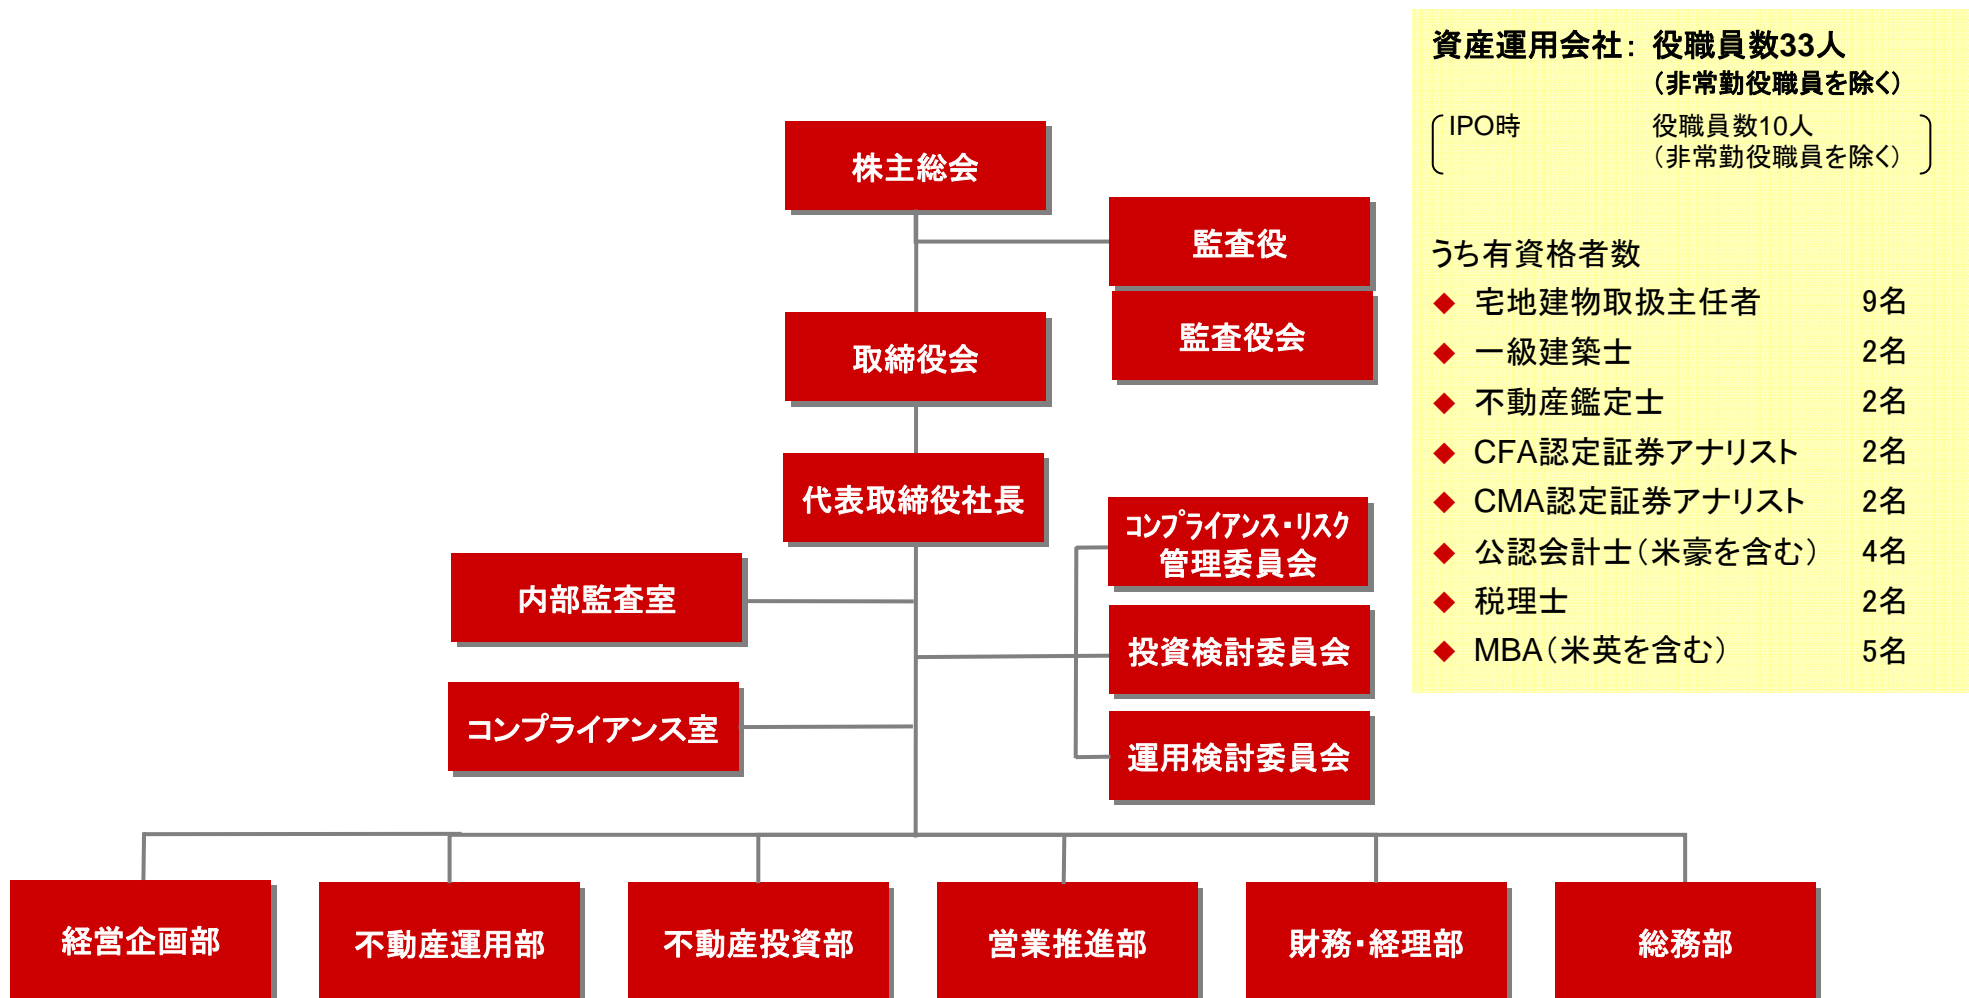 株主総会
監査役
監査役会
取締役会
代表取締役社長
コンプライアンス・リスク
管理委員会
内部監査室
投資検討委員会
コンプライアンス室
運用検討委員会
経営企画部
不動産運用部
不動産投資部
営業推進部
財務・経理部
総務部
資産運用会社： 役職員数33人
（非常勤役職員を除く）
IPO時 役職員数10人
（非常勤役職員を除く）
うち有資格者数
◆ 宅地建物取扱主任者 9名
◆ 一級建築士 2名
◆ 不動産鑑定士 2名
◆ CFA認定証券アナリスト 2名
◆ CMA認定証券アナリスト 2名
◆ 公認会計士（米豪を含む） 4名
◆ 税理士 2名
◆ MBA（米英を含む） 5名